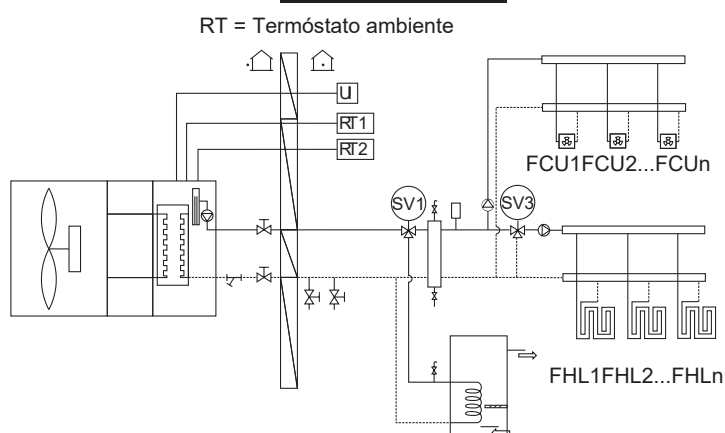 RT = Termóstato ambiente
U
RT1
RT2
FCU1FCU2...FCUn
SV1
SV3
FHL1FHL2...FHLn